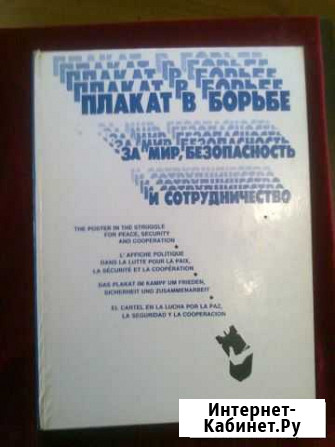 ПЛАКАТ В БОРЬБЕ
ЗА МИР, БЕЗОПАСНОСТЬ
И СОТРУДНИЧЕСТВО
THE POSTER IN THE STRUGGLE
FOR PEACE, SECURITY
AND COOPERATION
L'AFFICHE POLITIQUE
DANS LA LUTTE POUR LA PAIX,
LA SÉCURITÉ ET LA COOPÉRATION
DAS PLAKAT IM KAMPF UM FRIEDEN,
SICHERHEIT UND ZUSAMMENARBEIT
EL CARTEL EN LA LUCHA POR LA PAZ,
LA SEGURIDAD Y LA COOPERACION
Интернет-
Кабинет.Ру